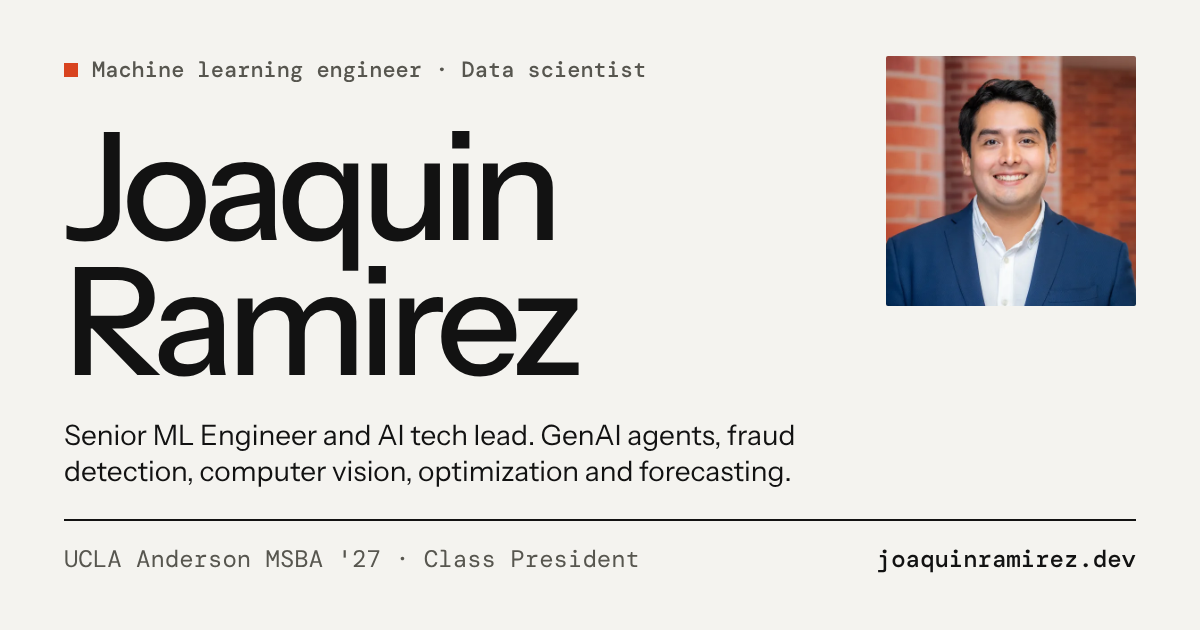 Machine learning engineer · Data scientist
Joaquin
Ramirez
Senior ML Engineer and AI tech lead. GenAI agents, fraud
detection, computer vision, optimization and forecasting.
UCLA Anderson MSBA '27 · Class President
joaquinramirez.dev